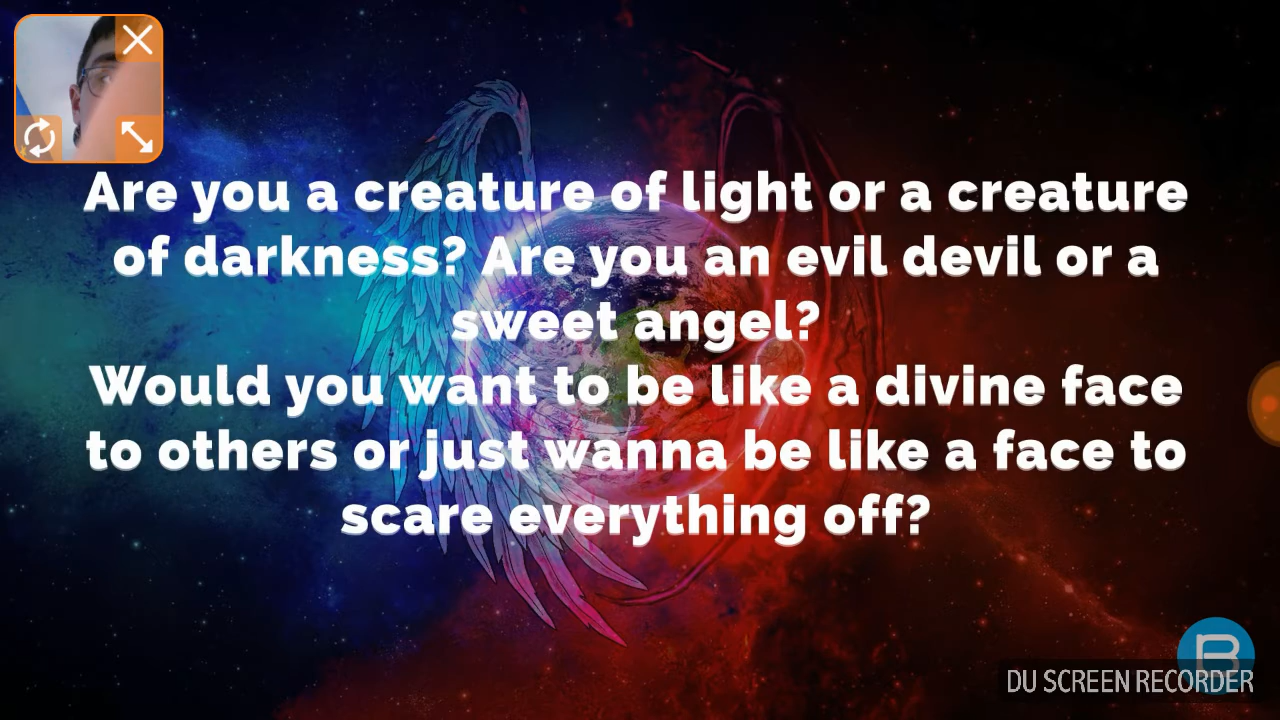 Are you a creature of light or a creature
of darkness? Are you an evil devil or a
sweet angel?
Would you want to be like a divine face
to others or just wanna be like a face to
scare everything off?
B
DU SCREEN RECORDER